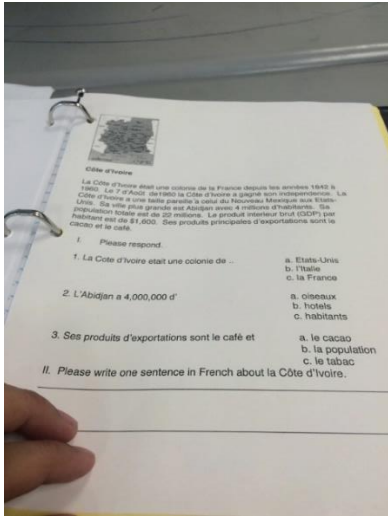 Côte d'Ivoire
La Côte d'Ivoire était une colonie de la France depuis les années 1840 à
1960. Le 7 d'Août de1960 la Côte d'Ivoire a gagné son independence. La
Côte d'Ivoire a une taille pareille a celui du Nouveau Mexique aux Etats-
Unis. Sa ville plus grande est Abidjan avec 4 millions d'habitants. Sa
population totale est de 22 millions. Le produit interieur brut (GDP) par
habitant est de $1,600. Ses produits principales d'exportations sont le
cacao et le café.
I. Please respond.
1. La Cote d'Ivoire etait une colonie de .. a. Etats-Unis
b. l'Italie
c. la France
2. L'Abidjan a 4,000,000 d' a. oiseaux
b. hotels
c. habitants
3. Ses produits d'exportations sont le café et a. le cacao
b. la population
c. le tabac
II. Please write one sentence in French about la Côte d'Ivoire.